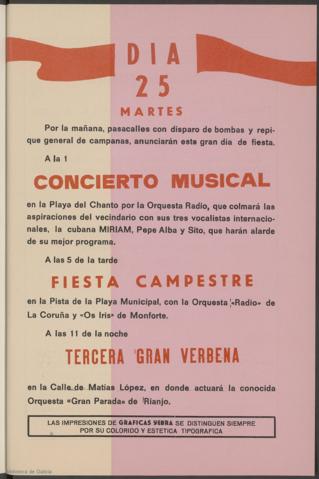 DIA
25
MARTES
Por la mañana, pasacalles con disparo de bombas y repi-
que general de campanas, anunciarán este gran día de fiesta.
A la 1
CONCIERTO MUSICAL
en la Playa del Chanto por la Orquesta Radio, que colmará las
aspiraciones del vecindario con sus tres vocalistas internacio-
nales, la cubana MIRIAM, Pepe Alba y Sito, que harán alarde
de su mejor programa.
A las 5 de la tarde
FIESTA CAMPESTRE
en la Pista de la Playa Municipal, con la Orquesta «Radio» de
La Coruña y «Os Iris» de Monforte.
A las 11 de la noche
TERCERA GRAN VERBENA
en la Calle de Matías López, en donde actuará la conocida
Orquesta «Gran Parada» de Rianjo.
LAS IMPRESIONES DE GRAFICAS YEBRA SE DISTINGUEN SIEMPRE
POR SU COLORIDO Y ESTETICA TIPOGRAFICA
Biblioteca de Galicia